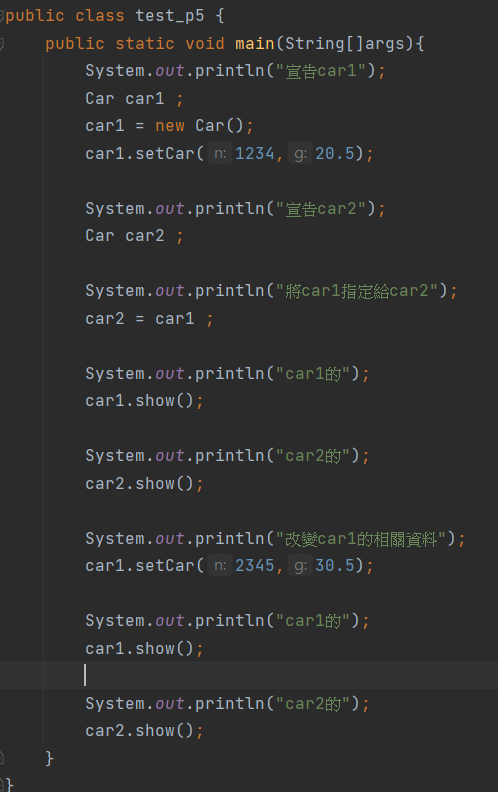 public class test_p5 {
public static void main(String[]args){
System.out.println("宣告car1");
Car car1 ;
car1 = new Car();
car1.setCar( n: 1234, g: 20.5);
System.out.println("宣告car2");
Car car2 ;
System.out.println("將car1指定給car2");
car2 = car1 ;
System.out.println("car1的");
car1.show();
System.out.println("car2的");
car2.show();
System.out.println("改變car1的相關資料");
car1.setCar( n: 2345, g: 30.5);
System.out.println("car1的");
car1.show();
System.out.println("car2的");
car2.show();
}
}